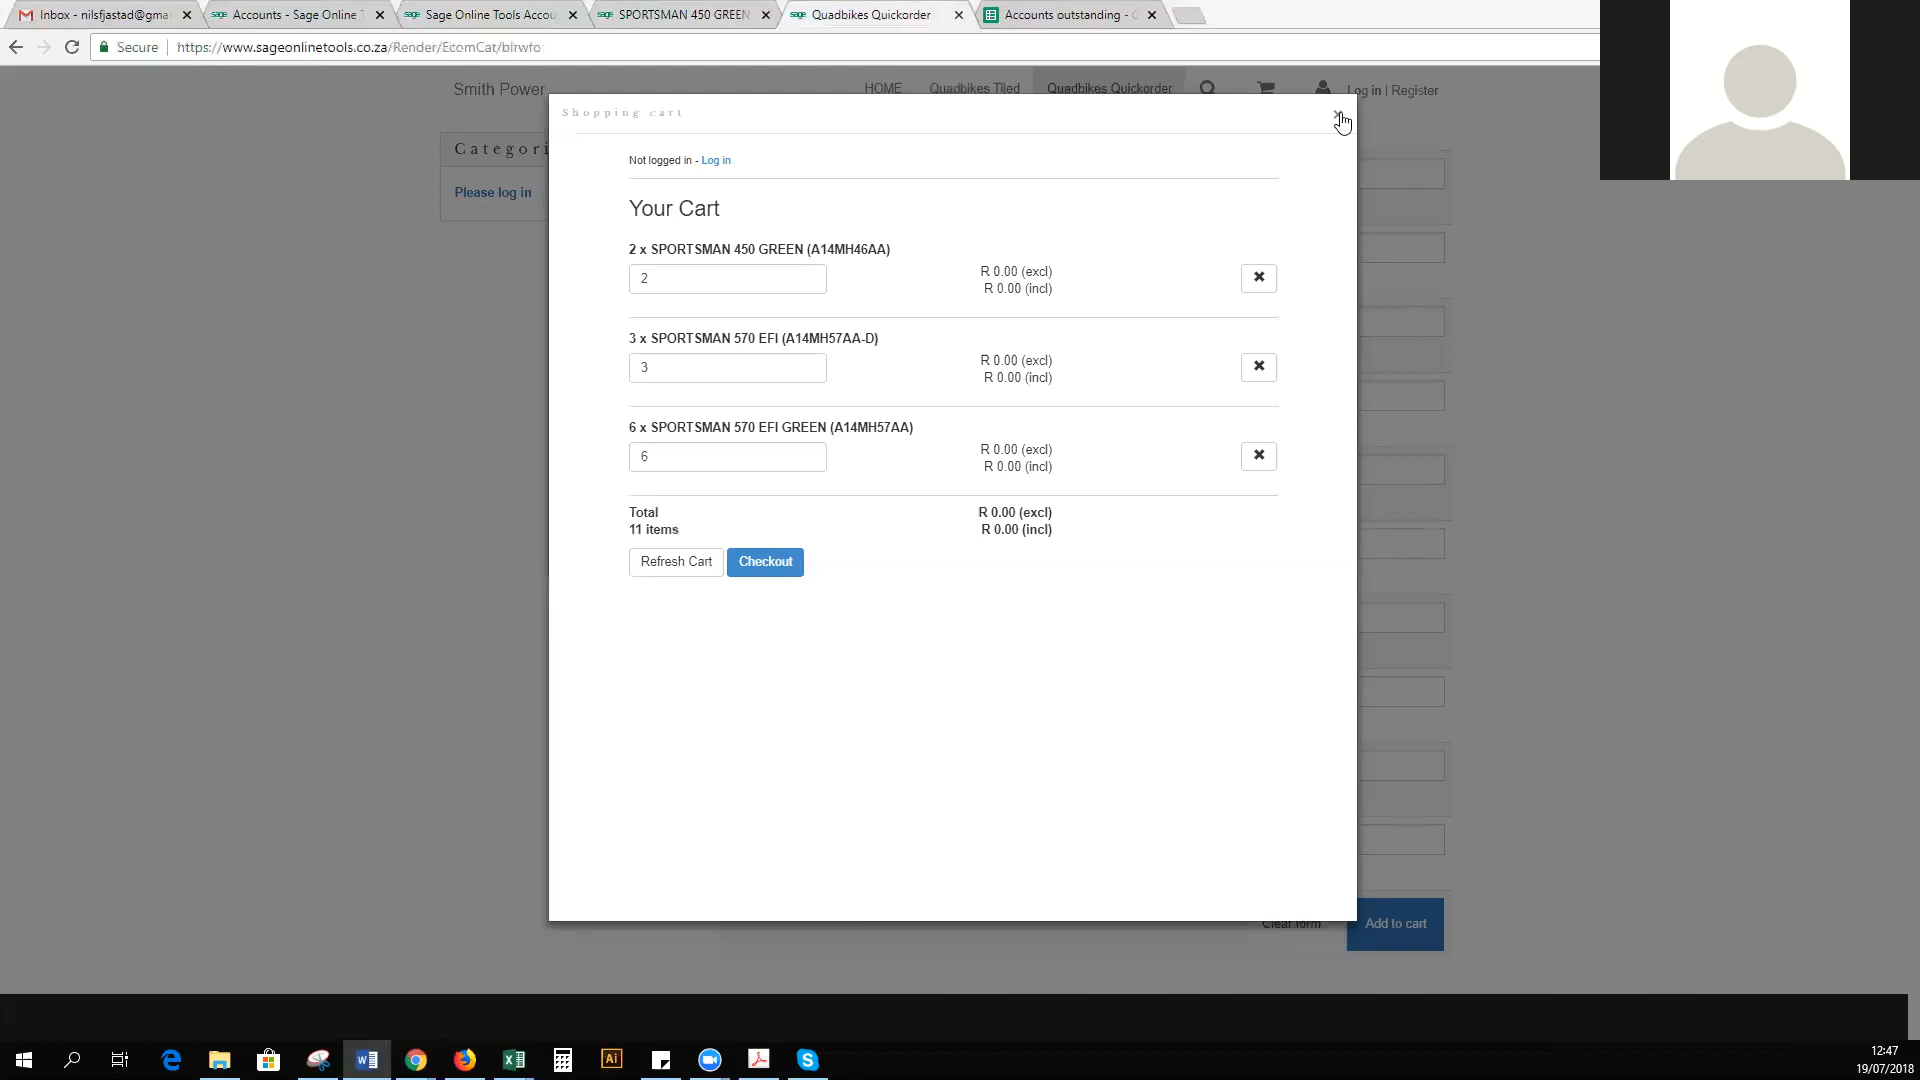 Inbox - nilsfjastad@gma
Accounts - Sage Online T
Sage Online Tools Accou
SPORTSMAN 450 GREEN
Quadbikes Quickorder
Accounts outstanding - G
Secure
https://www.sageonlinetools.co.za/Render/EcomCat/blrwfo
Smith Power
HOME
Quadbikes Tiled
Quadbikes Quickorder
Log in | Register
Shopping cart
Categori
Please log in
Not logged in - Log in
Your Cart
2 x SPORTSMAN 450 GREEN (A14MH46AA)
2
R 0.00 (excl)
R 0.00 (incl)
3 x SPORTSMAN 570 EFI (A14MH57AA-D)
3
R 0.00 (excl)
R 0.00 (incl)
6 x SPORTSMAN 570 EFI GREEN (A14MH57AA)
6
R 0.00 (excl)
R 0.00 (incl)
Total
R 0.00 (excl)
11 items
R 0.00 (incl)
Refresh Cart
Checkout
Clear form
Add to cart
12:47
19/07/2018